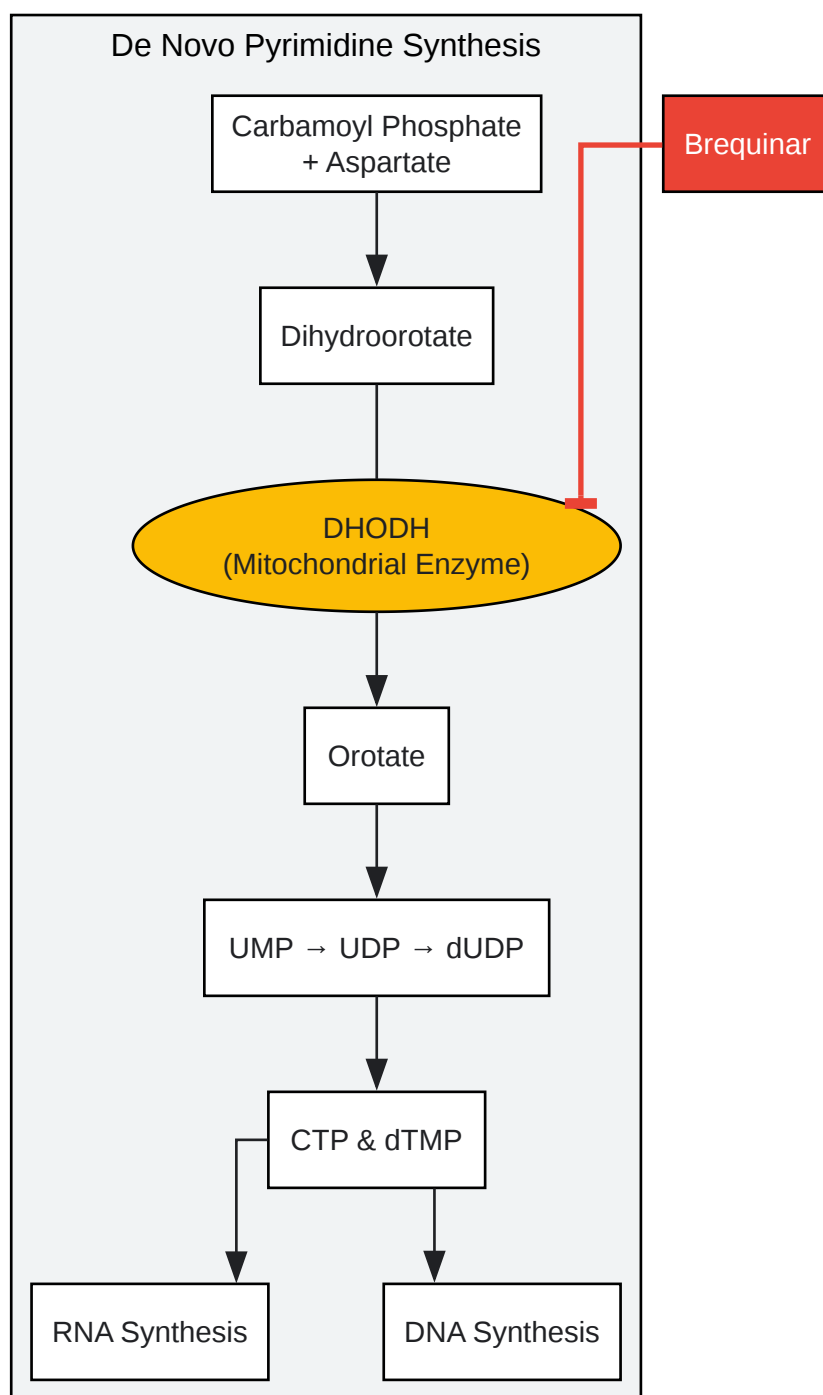 De Novo Pyrimidine Synthesis
Carbamoyl Phosphate
+ Aspartate
Brequinar
Dihydroorotate
DHODH
(Mitochondrial Enzyme)
Orotate
UMP → UDP → dUDP
CTP & dTMP
RNA Synthesis
DNA Synthesis